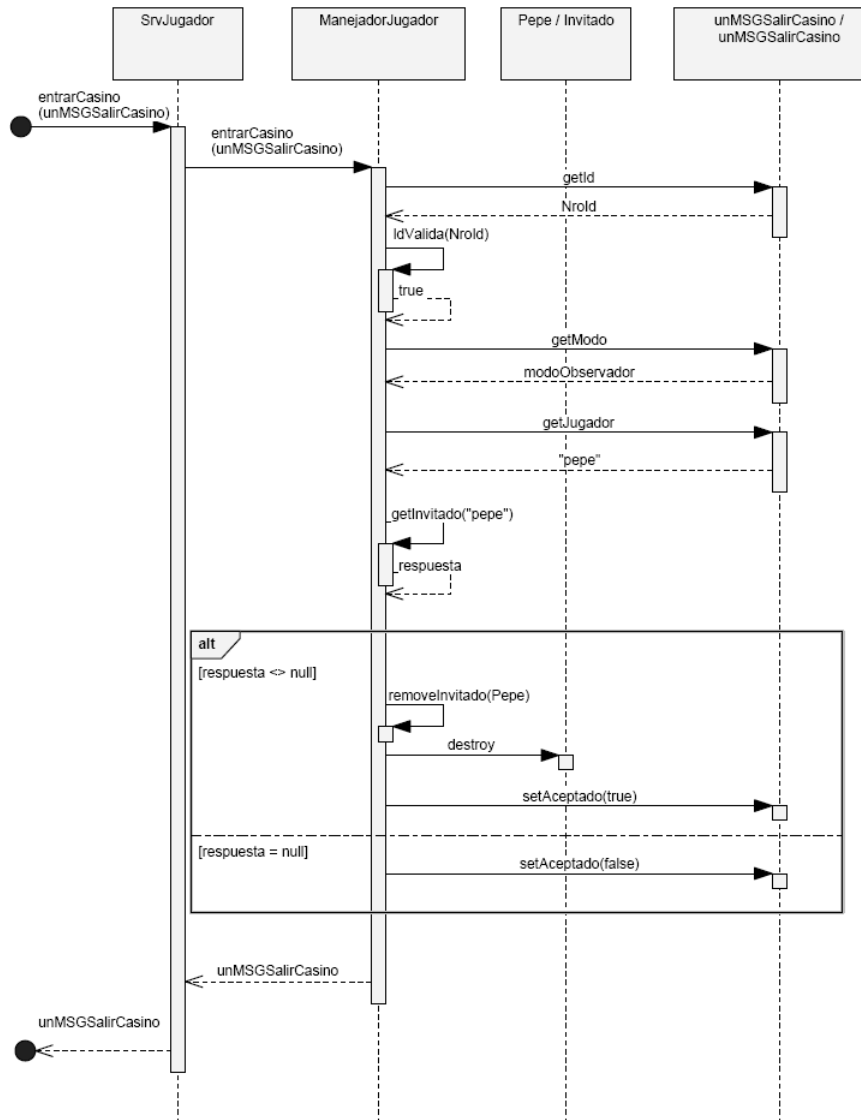 SrvJugador
ManejadorJugador
Pepe / Invitado
unMSGSalirCasino /
unMSGSalirCasino
entrarCasino
(unMSGSalirCasino)
entrarCasino
(unMSGSalirCasino)
getId
NroId
IdValida(NroId)
true
getModo
modoObservador
getJugador
"pepe"
getInvitado("pepe")
respuesta
alt
[respuesta <> null]
removeInvitado(Pepe)
destroy
setAceptado(true)
[respuesta = null]
setAceptado(false)
unMSGSalirCasino
unMSGSalirCasino